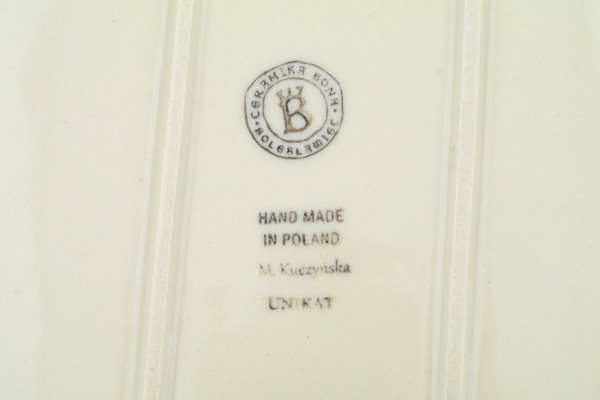 CERAMIKA BONA
B
• BOLESŁAWIEC •
HAND MADE
IN POLAND
M. Kuczyńska
UNIKAT